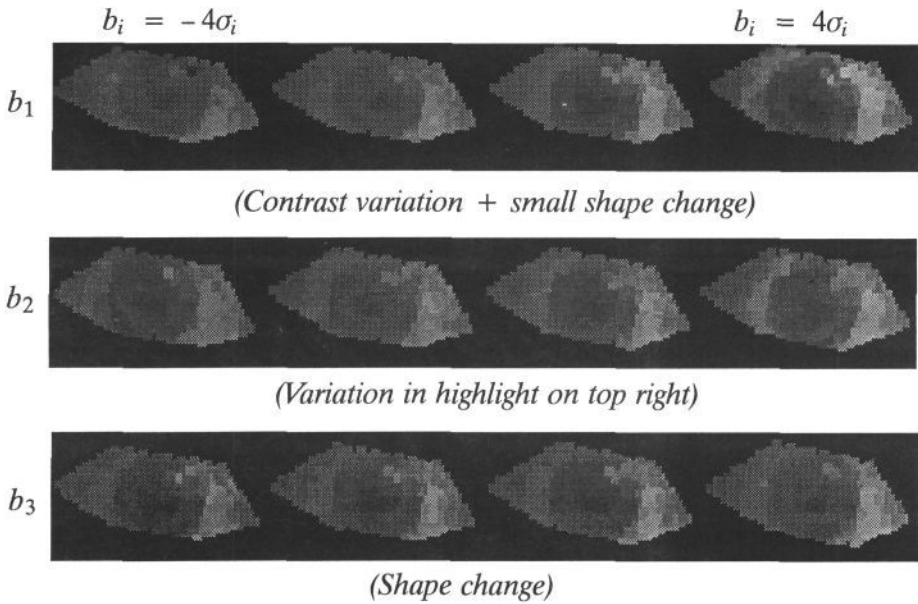 b_i = −4σ_i b_i = 4σ_i
b_1
(Contrast variation + small shape change)
b_2
(Variation in highlight on top right)
b_3
(Shape change)